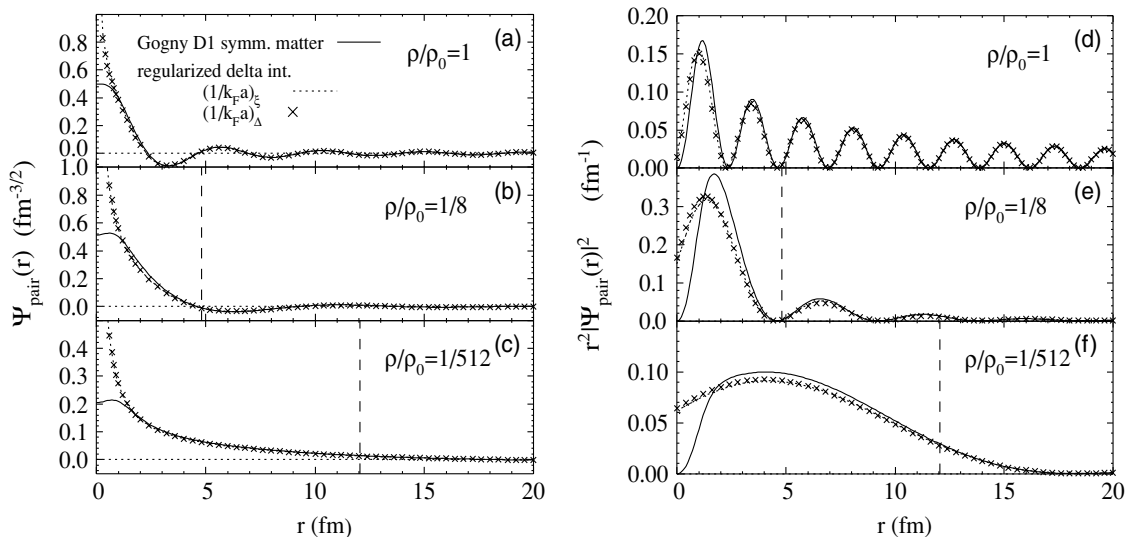 0.8
0.6
0.4
0.2
0.0
Gogny D1 symm. matter
regularized delta int.
(1/k_F a)_ξ
(1/k_F a)_Δ
ρ/ρ_0=1
(a)
1.0
0.8
0.6
0.4
0.2
0.0
ρ/ρ_0=1/8
(b)
0.4
0.3
0.2
0.1
0.0
ρ/ρ_0=1/512
(c)
0 5 10 15 20
r (fm)
Ψ_pair(r) (fm^-3/2)
0.20
0.15
0.10
0.05
0.00
ρ/ρ_0=1
(d)
0.3
0.2
0.1
0.0
ρ/ρ_0=1/8
(e)
0.10
0.05
0.00
ρ/ρ_0=1/512
(f)
0 5 10 15 20
r (fm)
r^2|Ψ_pair(r)|^2 (fm^-1)